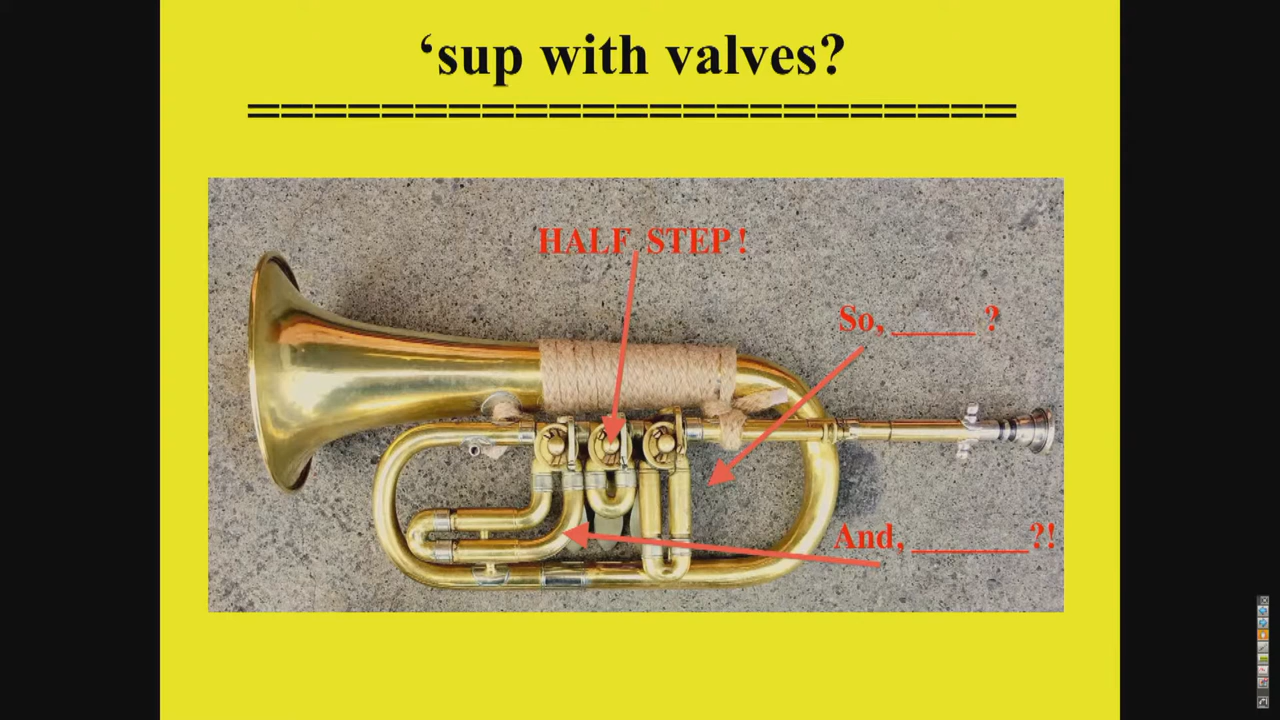 ‘sup with valves?
=======================
HALF STEP!
So, _____ ?
And, _______?!